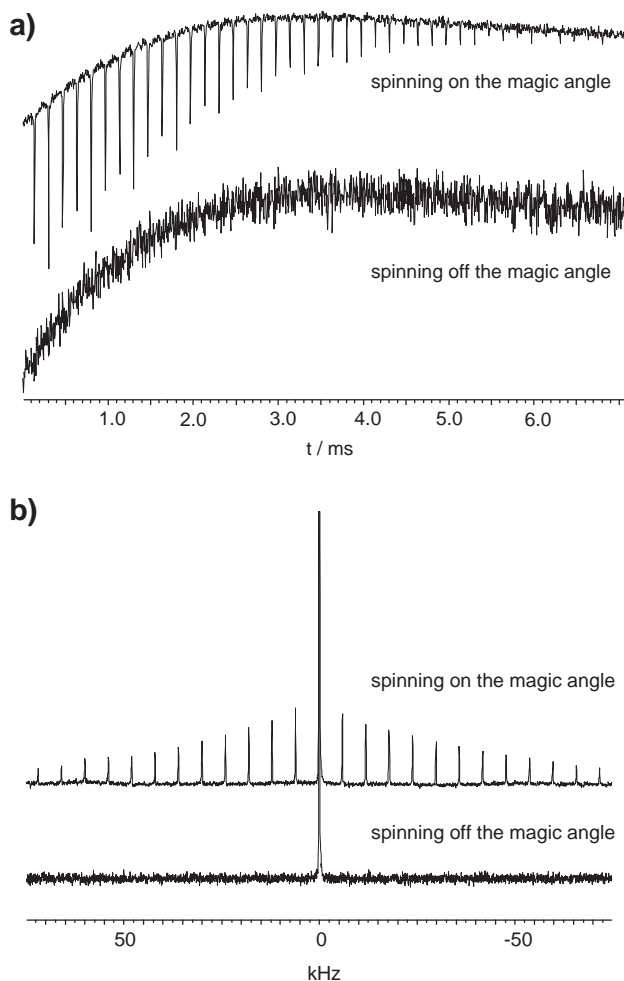 a)
spinning on the magic angle
spinning off the magic angle
1.0 2.0 3.0 4.0 5.0 6.0
t / ms
b)
spinning on the magic angle
spinning off the magic angle
50 0 -50
kHz